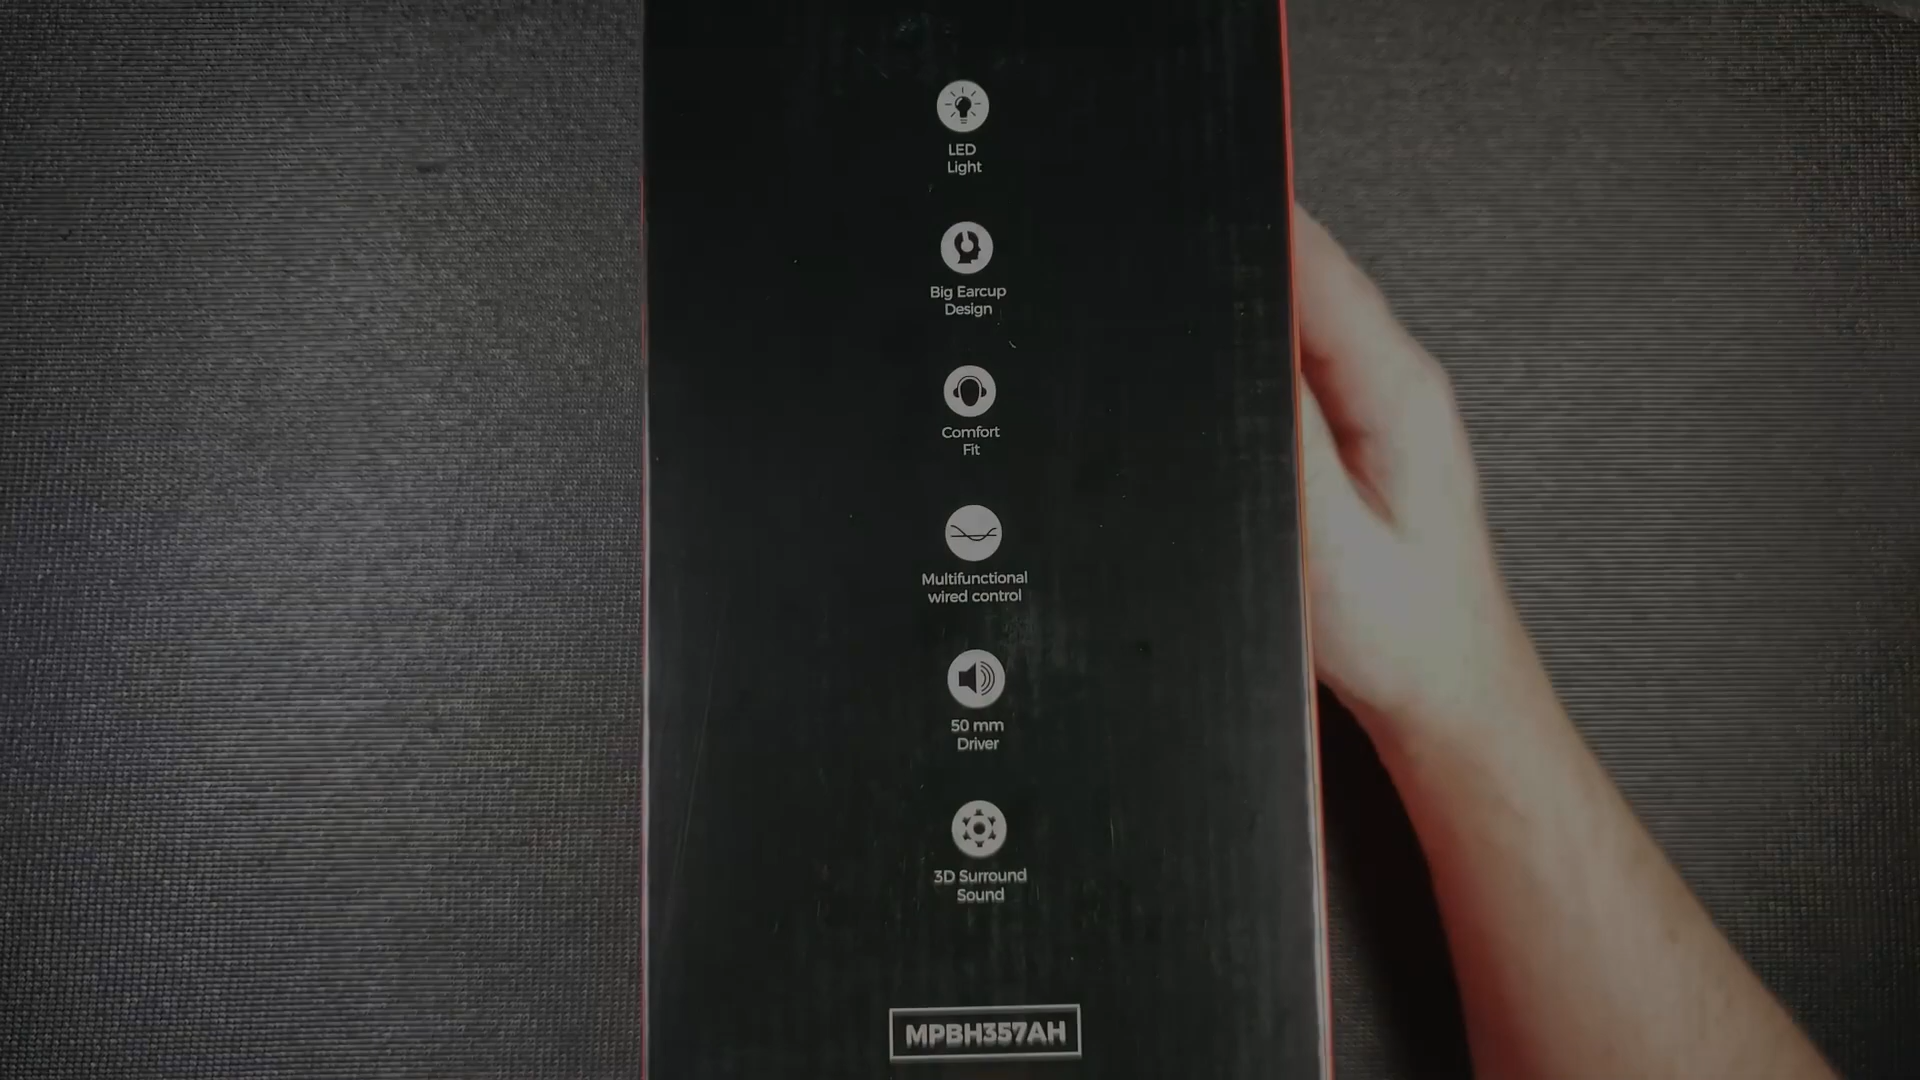 LED
Light
Big Earcup
Design
Comfort
Fit
Multifunctional
wired control
50 mm
Driver
3D Surround
Sound
MPBH357AH